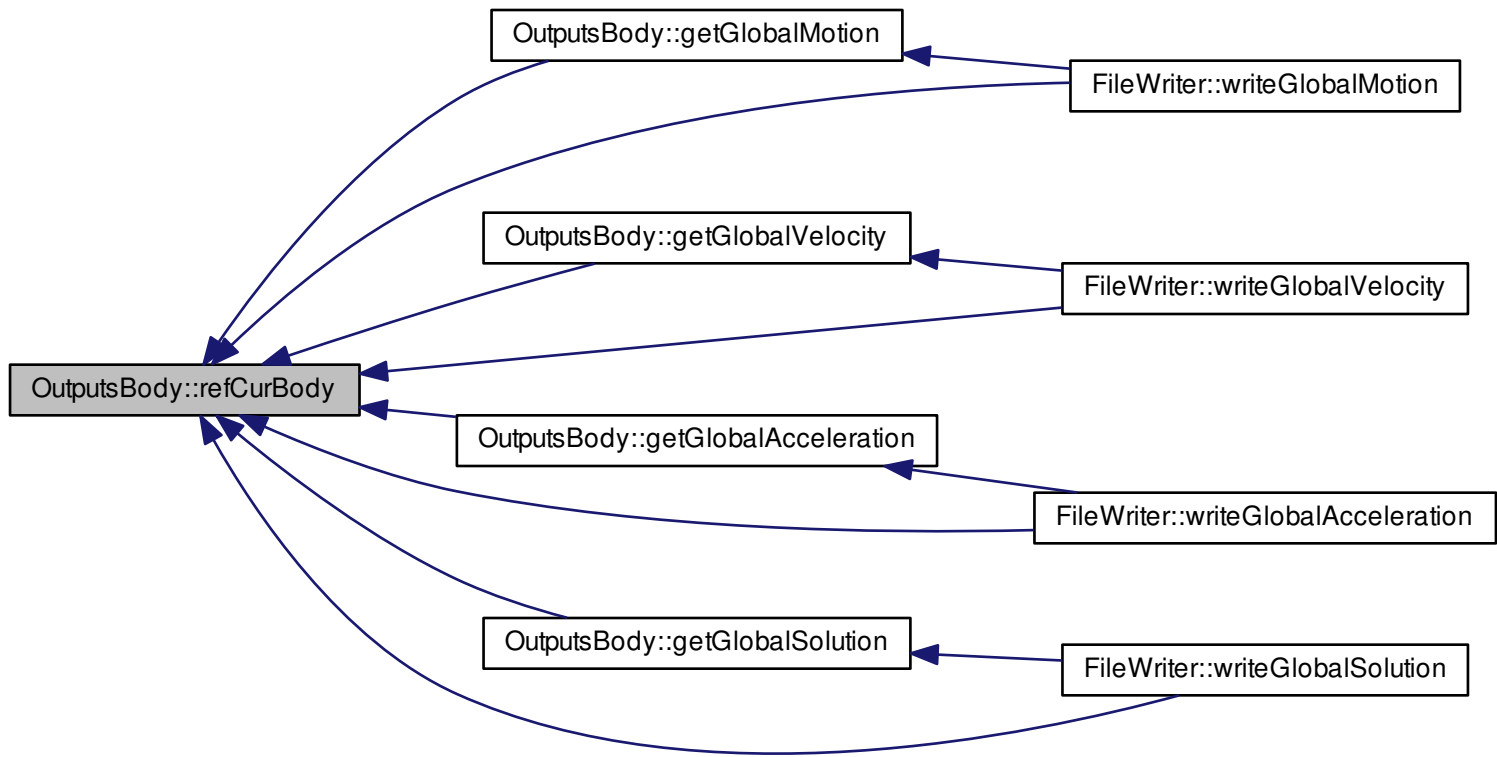 OutputsBody::getGlobalMotion
FileWriter::writeGlobalMotion
OutputsBody::getGlobalVelocity
FileWriter::writeGlobalVelocity
OutputsBody::refCurBody
OutputsBody::getGlobalAcceleration
FileWriter::writeGlobalAcceleration
OutputsBody::getGlobalSolution
FileWriter::writeGlobalSolution